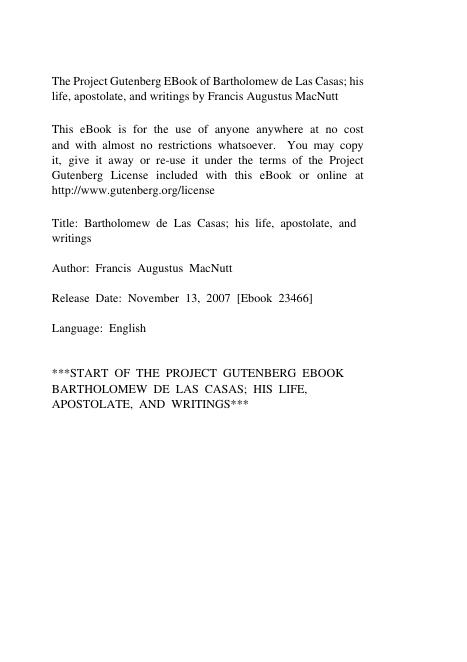 The Project Gutenberg EBook of Bartholomew de Las Casas; his
life, apostolate, and writings by Francis Augustus MacNutt
This eBook is for the use of anyone anywhere at no cost
and with almost no restrictions whatsoever. You may copy
it, give it away or re-use it under the terms of the Project
Gutenberg License included with this eBook or online at
http://www.gutenberg.org/license
Title: Bartholomew de Las Casas; his life, apostolate, and
writings
Author: Francis Augustus MacNutt
Release Date: November 13, 2007 [Ebook 23466]
Language: English
***START OF THE PROJECT GUTENBERG EBOOK
BARTHOLOMEW DE LAS CASAS; HIS LIFE,
APOSTOLATE, AND WRITINGS***